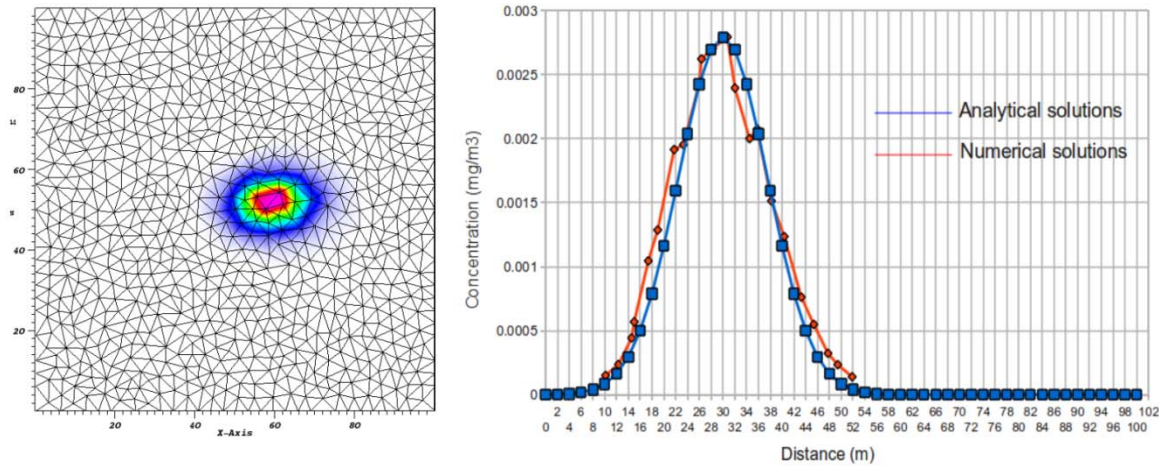 80
60
40
20
20 40 60 80
X-Axis
0.003
0.0025
0.002
0.0015
0.001
0.0005
0
Concentration (mg/m3)
Analytical solutions
Numerical solutions
0 4 8 12 16 20 24 28 32 36 40 44 48 52 56 60 64 68 72 76 80 84 88 92 96 100
2 6 10 14 18 22 26 30 34 38 42 46 50 54 58 62 66 70 74 78 82 86 90 94 98 102
Distance (m)